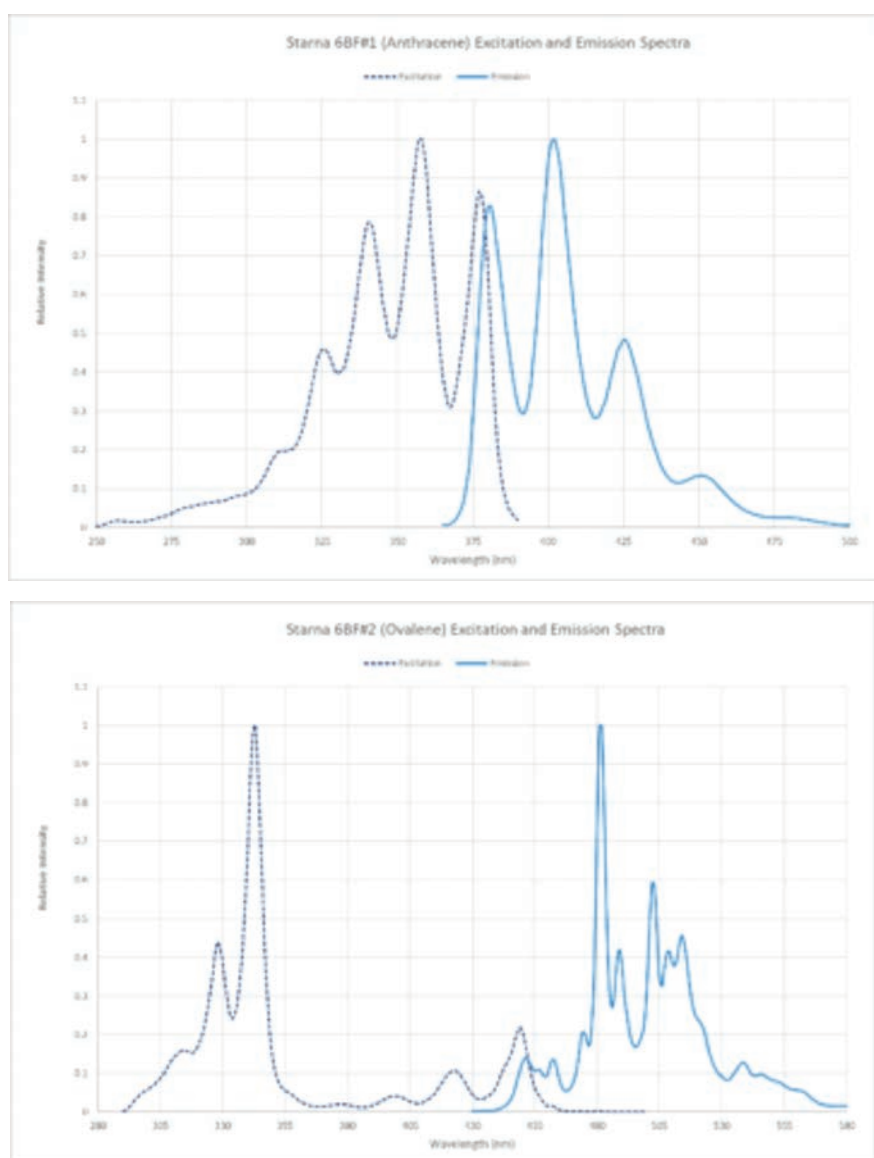 Starna 6BF#1 (Anthracene) Excitation and Emission Spectra
Excitation Emission
1.1
1
0.9
0.8
0.7
0.6
0.5
0.4
0.3
0.2
0.1
0
Relative Intensity
250 275 300 325 350 375 400 425 450 475 500
Wavelength (nm)
Starna 6BF#2 (Ovalene) Excitation and Emission Spectra
Excitation Emission
1.1
1
0.9
0.8
0.7
0.6
0.5
0.4
0.3
0.2
0.1
0
Relative Intensity
280 305 330 355 380 405 430 455 480 505 530 555 580
Wavelength (nm)